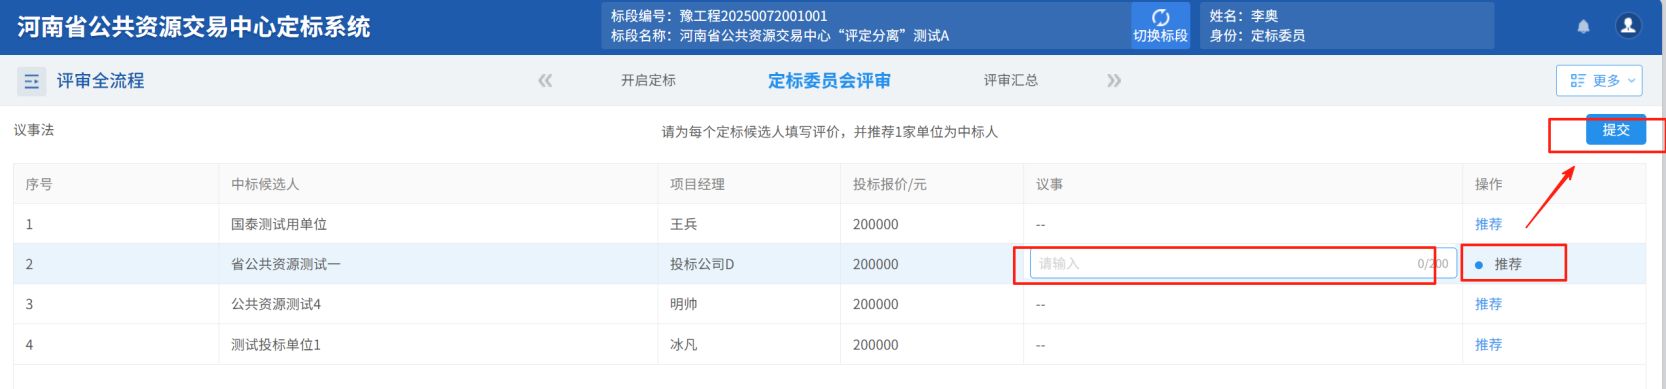 河南省公共资源交易中心定标系统
标段编号：豫工程20250072001001
标段名称：河南省公共资源交易中心“评定分离”测试A
切换标段
姓名：李奥
身份：定标委员
评审全流程
开启定标
定标委员会评审
评审汇总
更多
议事法
请为每个定标候选人填写评价，并推荐1家单位为中标人
提交
序号 中标候选人 项目经理 投标报价/元 议事 操作
1 国泰测试用单位 王兵 200000 -- 推荐
2 省公共资源测试一 投标公司D 200000 请输入 0/200 推荐
3 公共资源测试4 明帅 200000 -- 推荐
4 测试投标单位1 冰凡 200000 -- 推荐